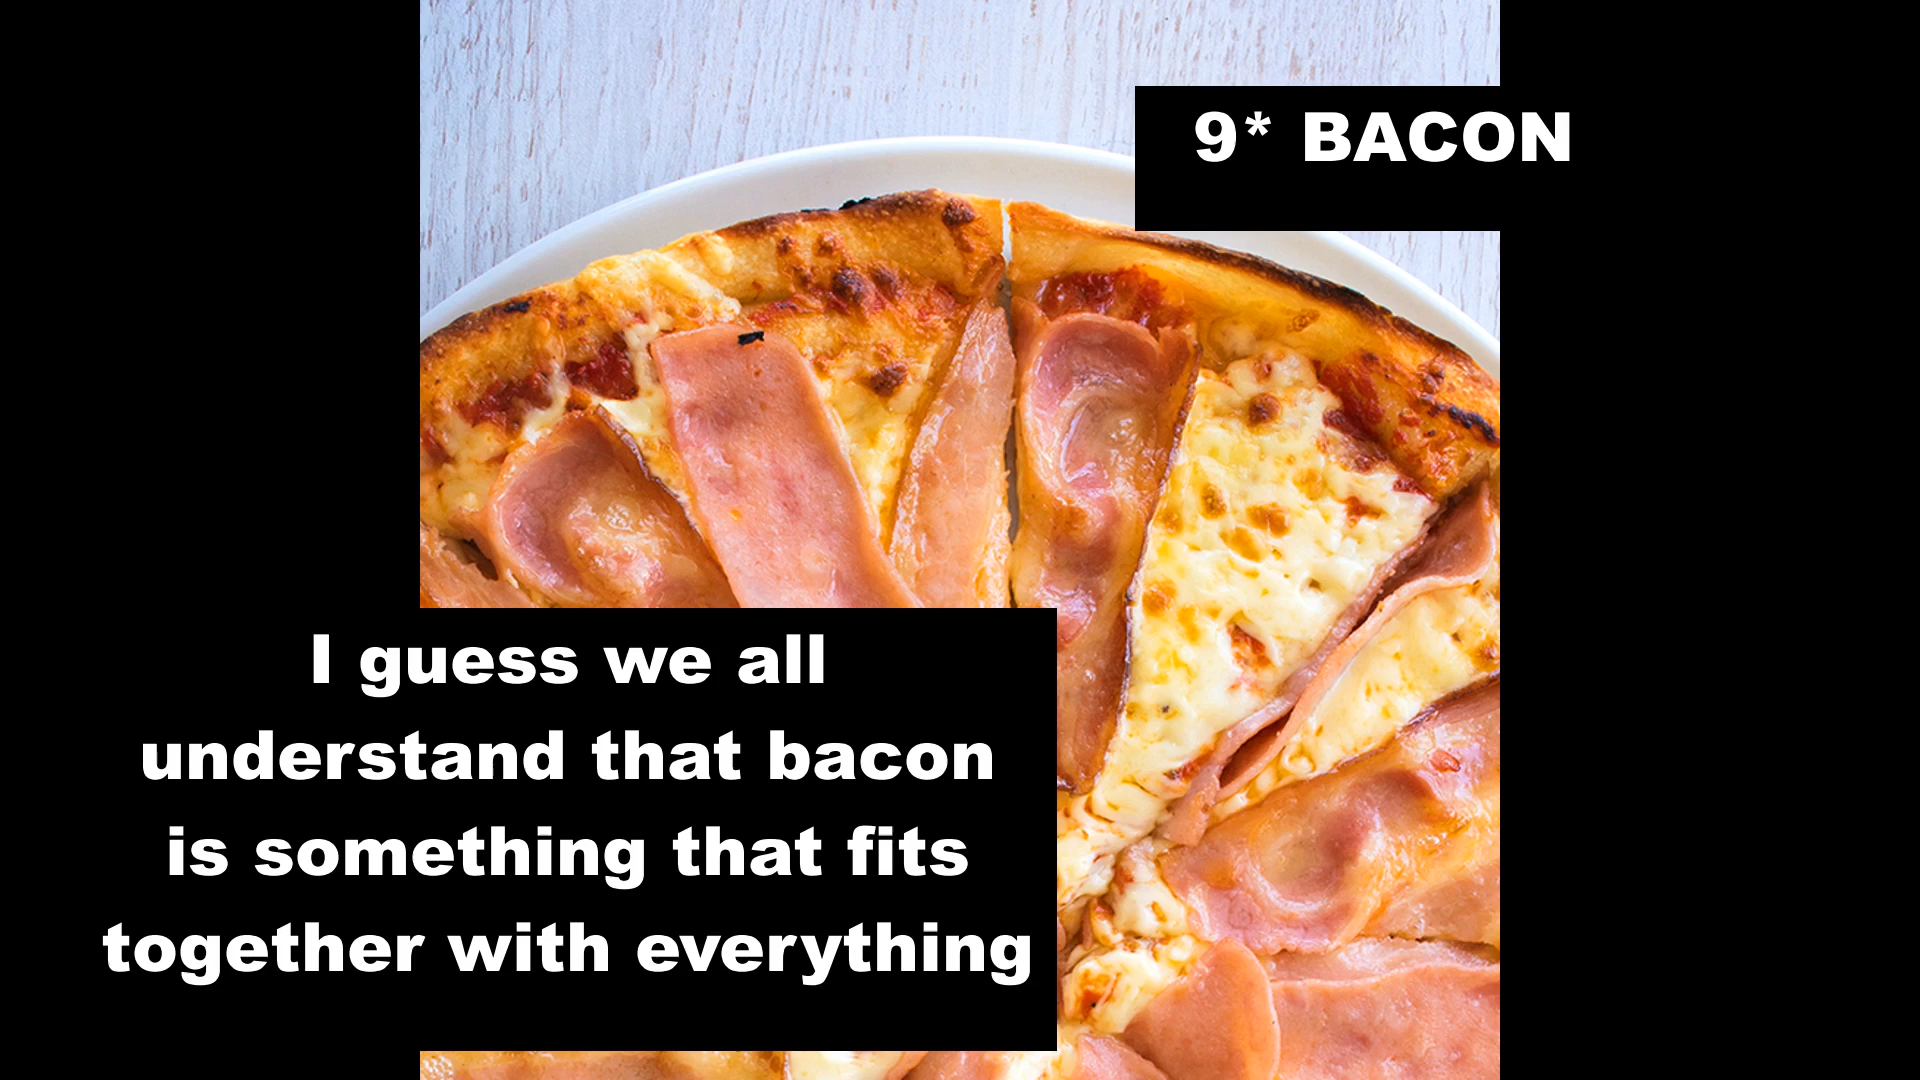 9* BACON
I guess we all
understand that bacon
is something that fits
together with everything